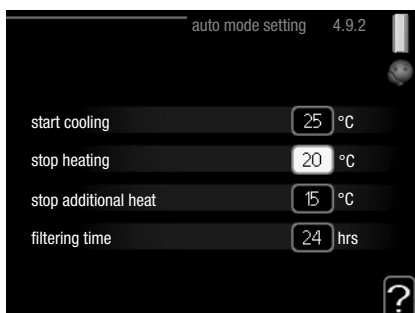 auto mode setting 4.9.2
start cooling 25 °C
stop heating 20 °C
stop additional heat 15 °C
filtering time 24 hrs
?